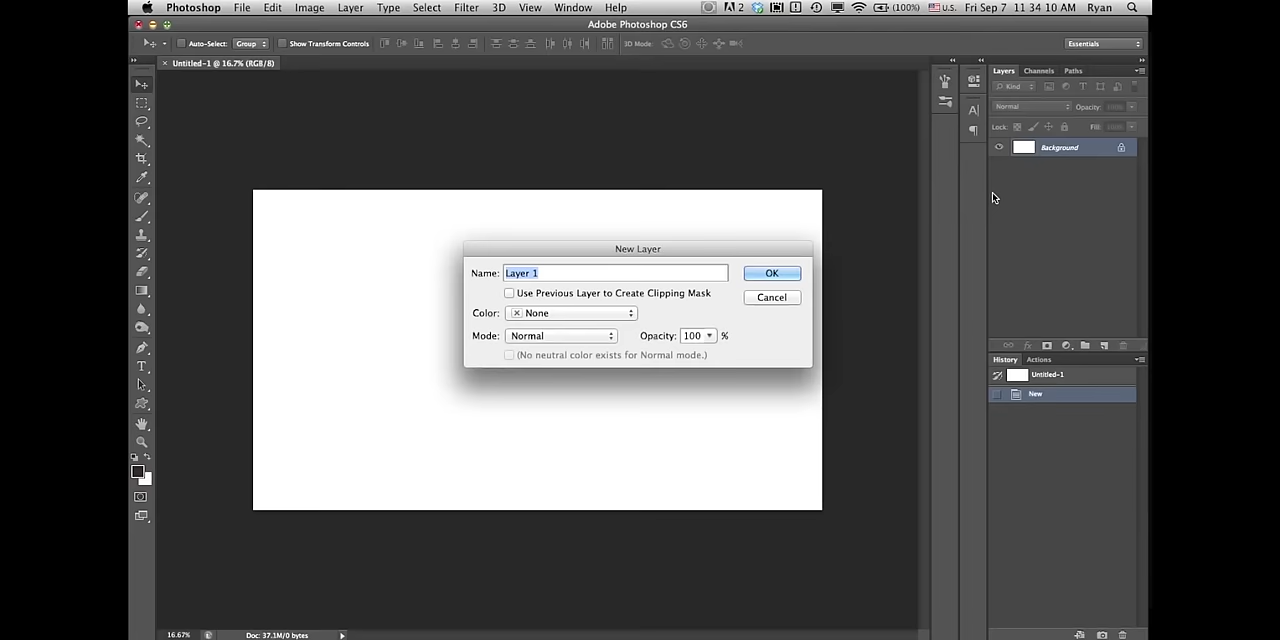 Photoshop File Edit Image Layer Type Select Filter 3D View Window Help 2 (100%) U.S. Fri Sep 7 11:34:10 AM Ryan
Adobe Photoshop CS6
Auto-Select: Group Show Transform Controls 3D Mode: Essentials
× Untitled-1 @ 16.7% (RGB/8)
Layers Channels Paths
Kind
Normal Opacity:
Lock: Fill:
Background
New Layer
Name: Layer 1 OK
Use Previous Layer to Create Clipping Mask Cancel
Color: None
Mode: Normal Opacity: 100 %
(No neutral color exists for Normal mode.)
History Actions
Untitled-1
New
16.67% Doc: 37.1M/0 bytes